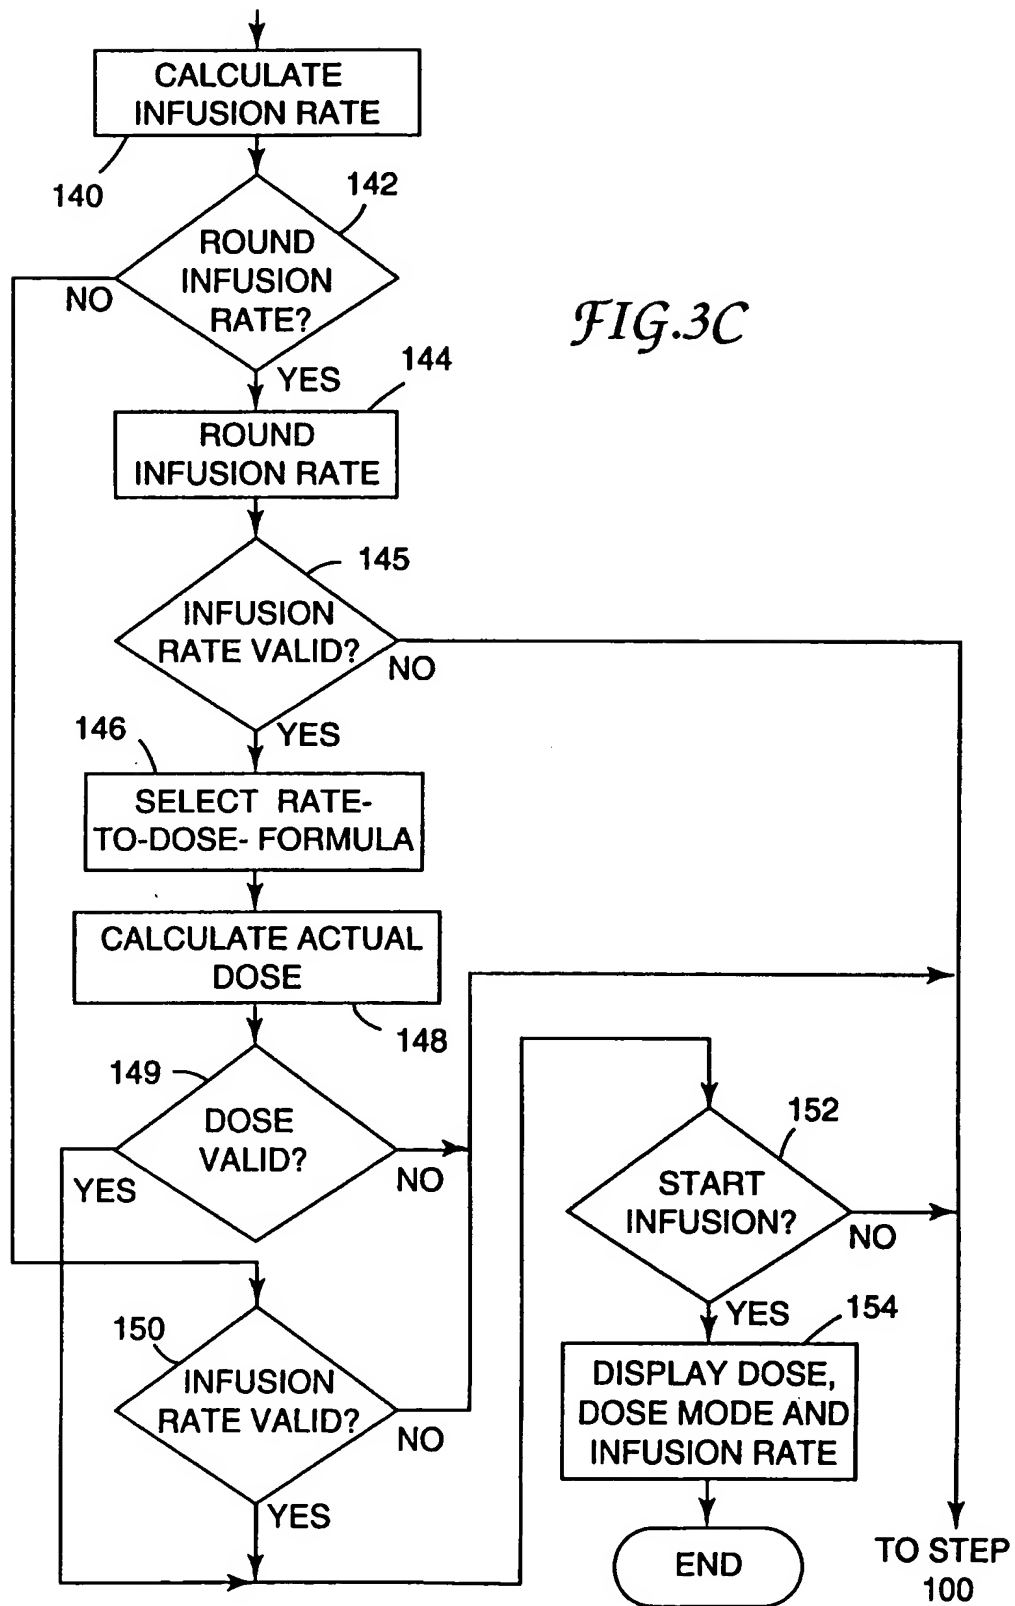 CALCULATE
INFUSION RATE
140
142
ROUND
INFUSION
RATE?
NO
FIG.3C
YES
144
ROUND
INFUSION RATE
145
INFUSION
RATE VALID?
NO
YES
146
SELECT RATE-
TO-DOSE- FORMULA
CALCULATE ACTUAL
DOSE
148
149
DOSE
VALID?
YES
NO
152
START
INFUSION?
NO
YES
150
INFUSION
RATE VALID?
NO
YES
154
DISPLAY DOSE,
DOSE MODE AND
INFUSION RATE
END
TO STEP
100